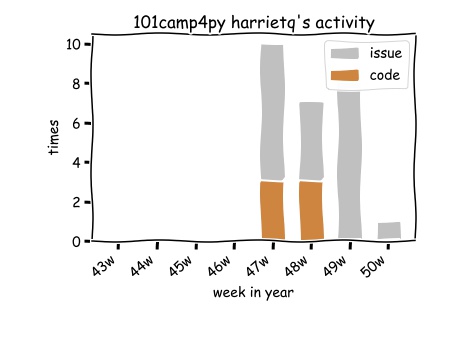 101camp4py harrietq's activity
issue
code
10
8
6
4
2
0
times
43w 44w 45w 46w 47w 48w 49w 50w
week in year